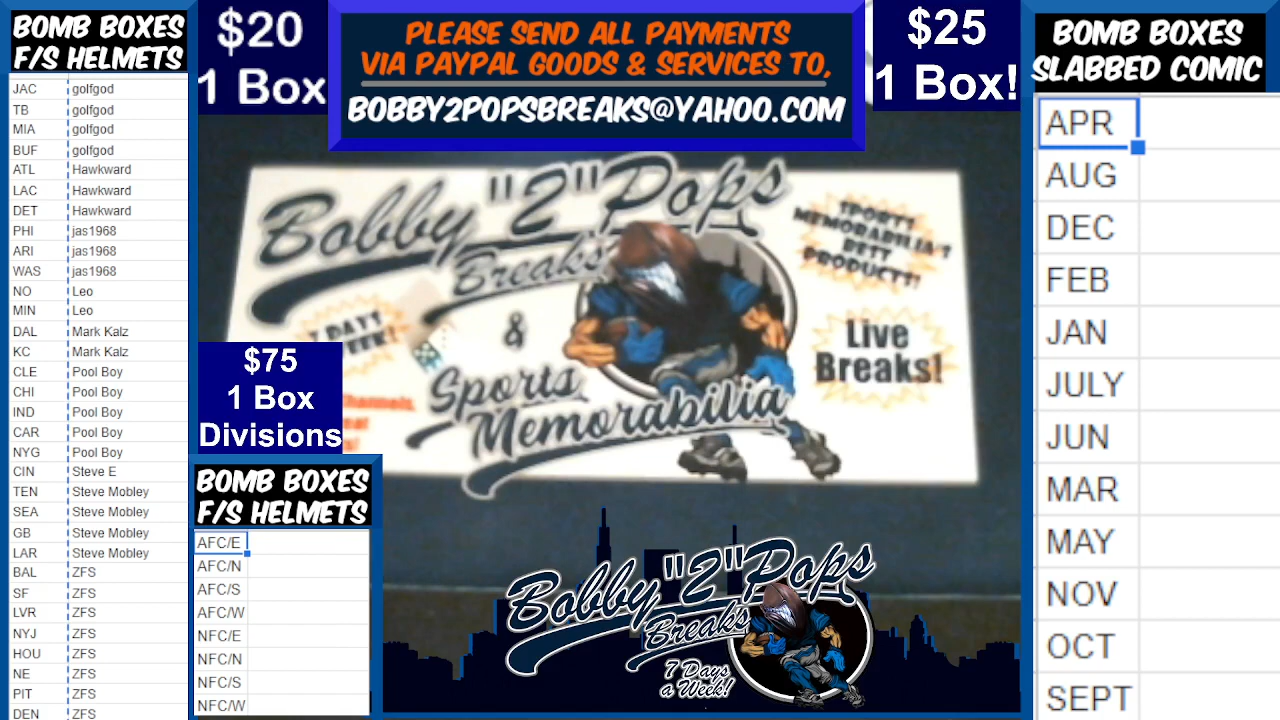 BOMB BOXES
F/S HELMETS
JAC golfgod
TB golfgod
MIA golfgod
BUF golfgod
ATL Hawkward
LAC Hawkward
DET Hawkward
PHI jas1968
ARI jas1968
WAS jas1968
NO Leo
MIN Leo
DAL Mark Kalz
KC Mark Kalz
CLE Pool Boy
CHI Pool Boy
IND Pool Boy
CAR Pool Boy
NYG Pool Boy
CIN Steve E
TEN Steve Mobley
SEA Steve Mobley
GB Steve Mobley
LAR Steve Mobley
BAL ZFS
SF ZFS
LVR ZFS
NYJ ZFS
HOU ZFS
NE ZFS
PIT ZFS
DEN ZFS
$20
1 Box
PLEASE SEND ALL PAYMENTS
VIA PAYPAL GOODS & SERVICES TO,
BOBBY2POPSBREAKS@YAHOO.COM
$25
1 Box!
Bobby "2" Pops
Breaks
&
Sports
Memorabilia
SPORTS
MEMORABILIA'S
BEST
PRODUCTS!
Live
Breaks!
7 DAYS
$75
1 Box
Divisions
BOMB BOXES
F/S HELMETS
AFC/E
AFC/N
AFC/S
AFC/W
NFC/E
NFC/N
NFC/S
NFC/W
Bobby "2" Pops
Breaks
7 Days
a Week!
BOMB BOXES
SLABBED COMIC
APR
AUG
DEC
FEB
JAN
JULY
JUN
MAR
MAY
NOV
OCT
SEPT